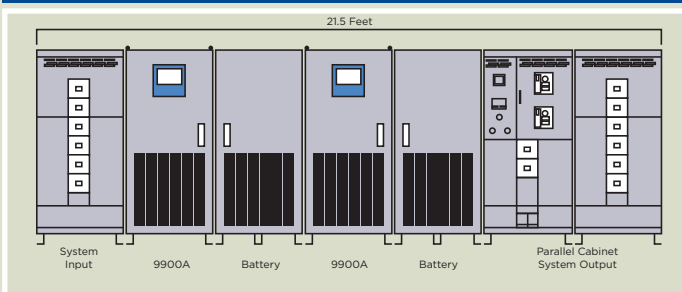 21.5 Feet
System
Input
9900A
Battery
9900A
Battery
Parallel Cabinet
System Output